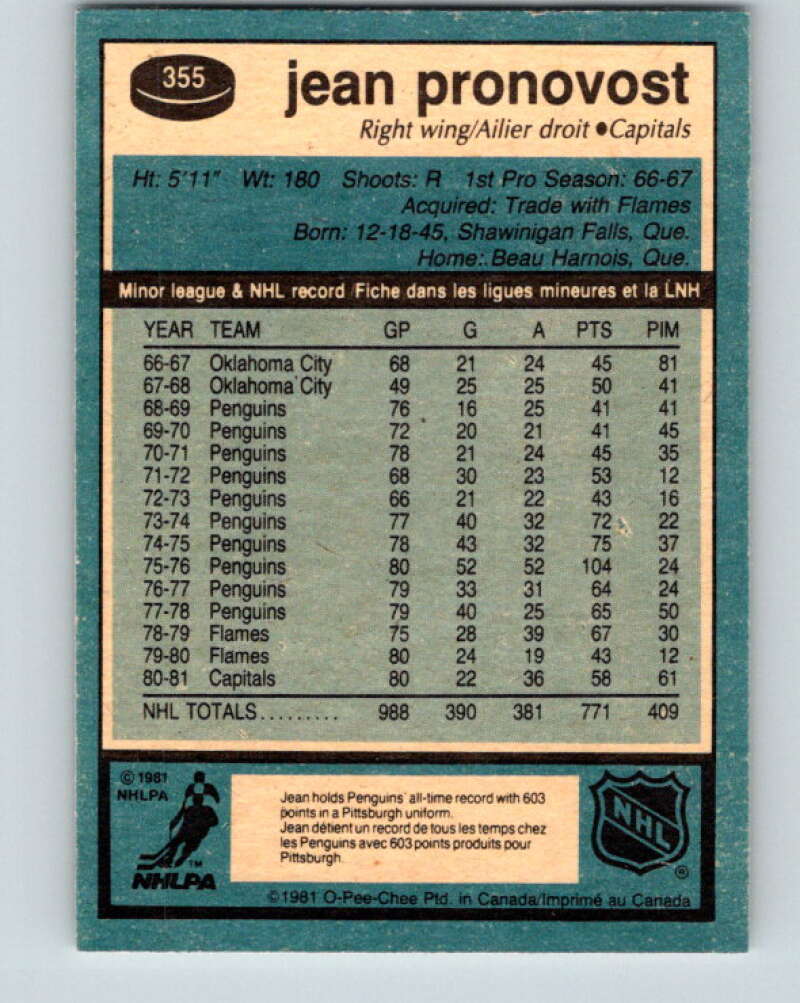 355
jean pronovost
Right wing/Ailier droit •Capitals
Ht: 5'11" Wt: 180 Shoots: R 1st Pro Season: 66-67
Acquired: Trade with Flames
Born: 12-18-45, Shawinigan Falls, Que.
Home: Beau Harnois, Que.
Minor league & NHL record/Fiche dans les ligues mineures et la LNH
YEAR TEAM GP G A PTS PIM
66-67 Oklahoma City 68 21 24 45 81
67-68 Oklahoma City 49 25 25 50 41
68-69 Penguins 76 16 25 41 41
69-70 Penguins 72 20 21 41 45
70-71 Penguins 78 21 24 45 35
71-72 Penguins 68 30 23 53 12
72-73 Penguins 66 21 22 43 16
73-74 Penguins 77 40 32 72 22
74-75 Penguins 78 43 32 75 37
75-76 Penguins 80 52 52 104 24
76-77 Penguins 79 33 31 64 24
77-78 Penguins 79 40 25 65 50
78-79 Flames 75 28 39 67 30
79-80 Flames 80 24 19 43 12
80-81 Capitals 80 22 36 58 61
NHL TOTALS......... 988 390 381 771 409
© 1981
NHLPA
TM
NHLPA
Jean holds Penguins' all-time record with 603
points in a Pittsburgh uniform.
Jean détient un record de tous les temps chez
les Penguins avec 603 points produits pour
Pittsburgh.
NHL
®
©1981 O-Pee-Chee Ptd. in Canada/Imprimé au Canada